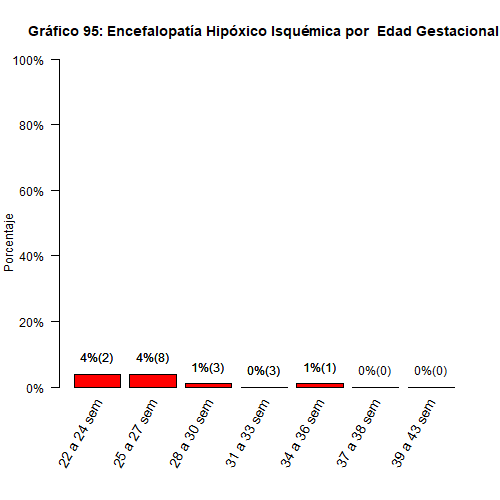 Gráfico 95: Encefalopatía Hipóxico Isquémica por  Edad Gestacional
100%
80%
60%
40%
20%
0%
Porcentaje
4%(2)
4%(8)
1%(3)
0%(3)
1%(1)
0%(0)
0%(0)
22 a 24 sem
25 a 27 sem
28 a 30 sem
31 a 33 sem
34 a 36 sem
37 a 38 sem
39 a 43 sem